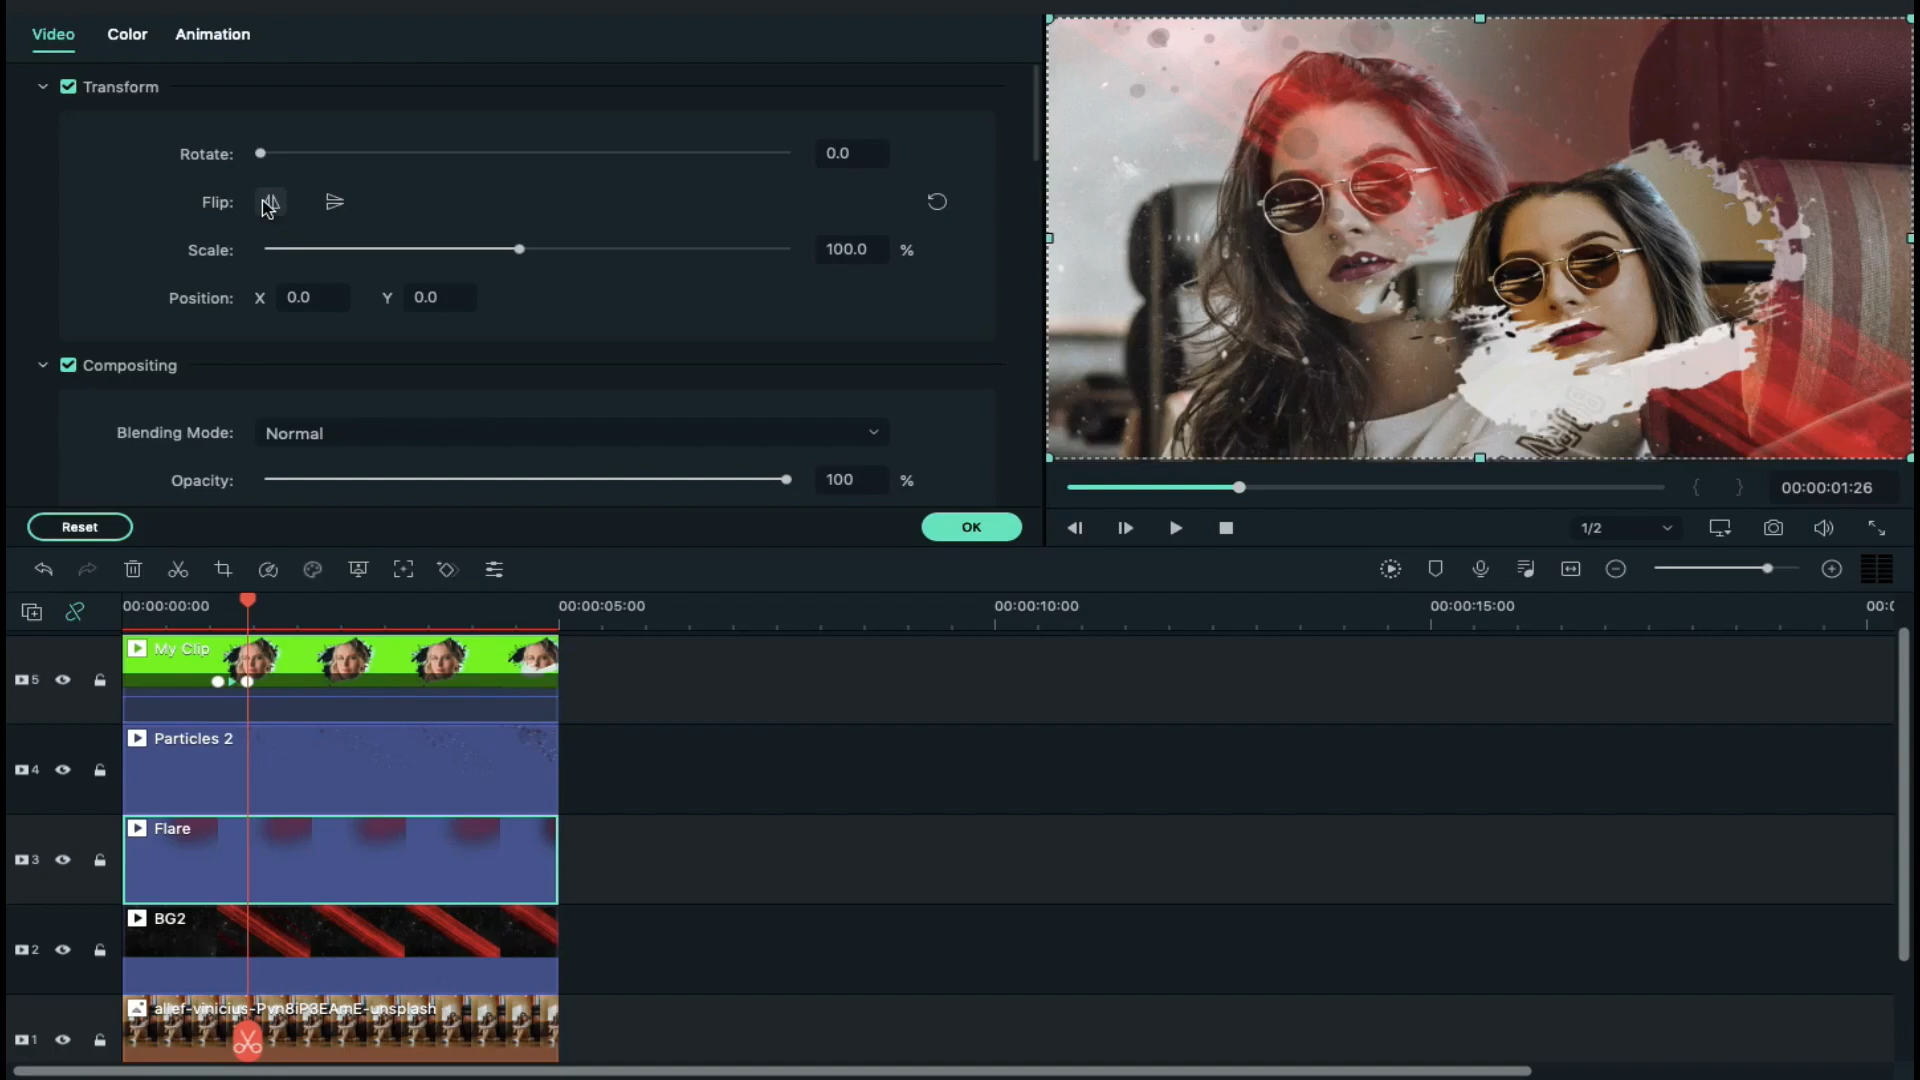 Video Color Animation
Transform
Rotate: 0.0
Flip:
Scale: 100.0 %
Position: X 0.0 Y 0.0
Compositing
Blending Mode: Normal
Opacity: 100 %
Reset OK
00:00:01:26
1/2
00:00:00:00 00:00:05:00 00:00:10:00 00:00:15:00
My Clip
5
Particles 2
4
Flare
3
BG2
2
allef-vinicius-Pvn8iP3EAmE-unsplash
1